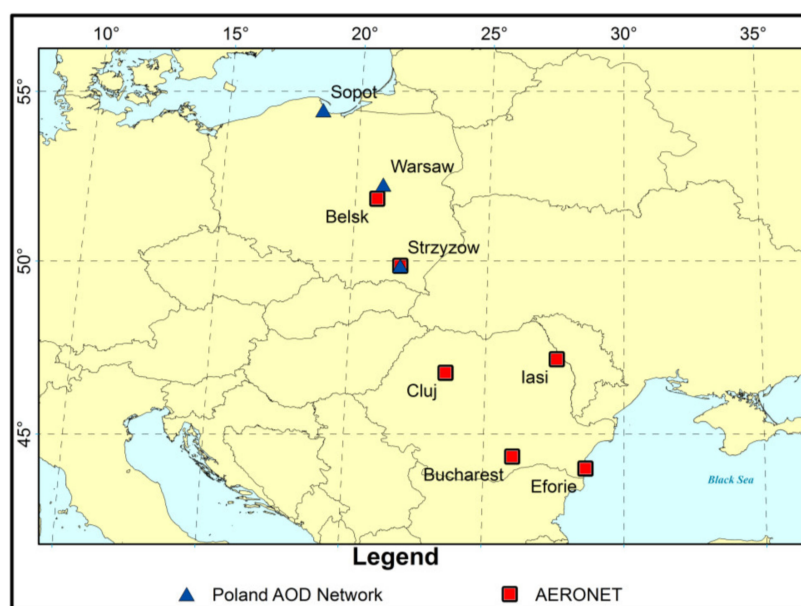 10° 15° 20° 25° 30° 35°
55°
Sopot
Warsaw
Belsk
Strzyzow
50°
Iasi
Cluj
45°
Bucharest
Eforie
Black Sea
Legend
Poland AOD Network AERONET